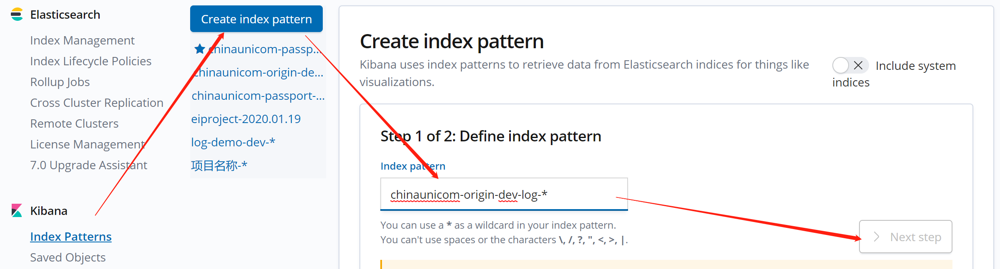 Elasticsearch
Index Management
Index Lifecycle Policies
Rollup Jobs
Cross Cluster Replication
Remote Clusters
License Management
7.0 Upgrade Assistant
Kibana
Index Patterns
Saved Objects
Create index pattern
chinaunicom-passp...
chinaunicom-origin-de...
chinaunicom-passport-...
eiproject-2020.01.19
log-demo-dev-*
项目名称-*
Create index pattern
Kibana uses index patterns to retrieve data from Elasticsearch indices for things like
visualizations.
Include system
indices
Step 1 of 2: Define index pattern
Index pattern
chinaunicom-origin-dev-log-*
You can use a * as a wildcard in your index pattern.
You can't use spaces or the characters \, /, ?, ", <, >, |.
Next step